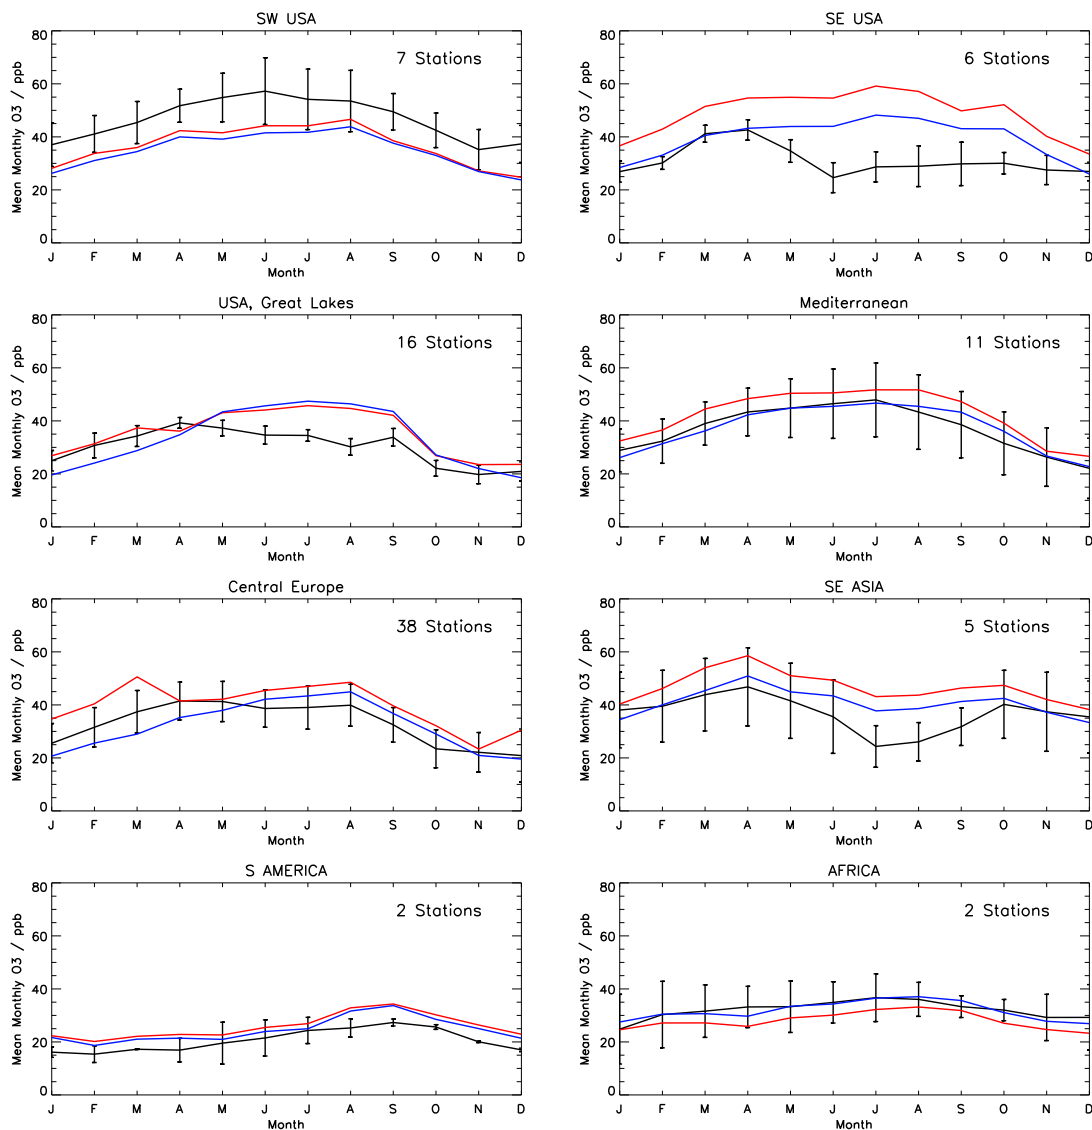 SW USA
80
7 Stations
60
40
20
0
Mean Monthly O3 / ppb
J F M A M J J A S O N D
Month
SE USA
80
6 Stations
60
40
20
0
Mean Monthly O3 / ppb
J F M A M J J A S O N D
Month
USA, Great Lakes
80
16 Stations
60
40
20
0
Mean Monthly O3 / ppb
J F M A M J J A S O N D
Month
Mediterranean
80
11 Stations
60
40
20
0
Mean Monthly O3 / ppb
J F M A M J J A S O N D
Month
Central Europe
80
38 Stations
60
40
20
0
Mean Monthly O3 / ppb
J F M A M J J A S O N D
Month
SE ASIA
80
5 Stations
60
40
20
0
Mean Monthly O3 / ppb
J F M A M J J A S O N D
Month
S AMERICA
80
2 Stations
60
40
20
0
Mean Monthly O3 / ppb
J F M A M J J A S O N D
Month
AFRICA
80
2 Stations
60
40
20
0
Mean Monthly O3 / ppb
J F M A M J J A S O N D
Month